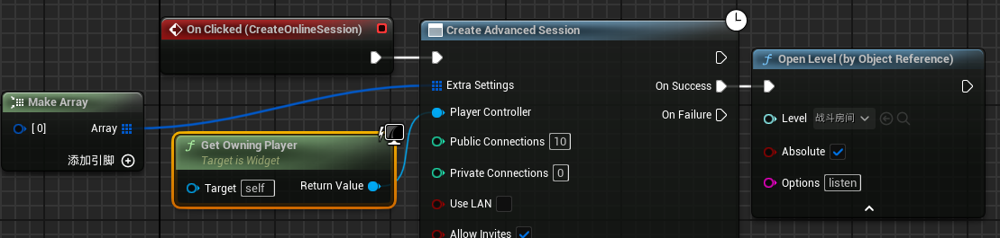 On Clicked (CreateOnlineSession)
Make Array
[ 0]
Array
添加引脚
Get Owning Player
Target is Widget
Target
self
Return Value
Create Advanced Session
Extra Settings
On Success
Player Controller
On Failure
Public Connections
10
Private Connections
0
Use LAN
Allow Invites
Open Level (by Object Reference)
Level
战斗房间
Absolute
Options
listen